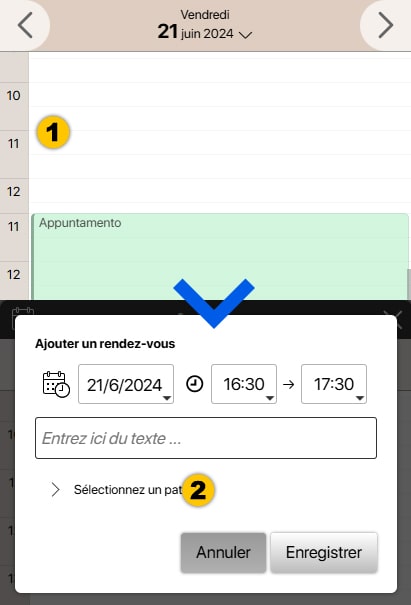 Vendredi
21 juin 2024
10
1
11
12
11
Appuntamento
12
Ajouter un rendez-vous
21/6/2024
16:30
→
17:30
Entrez ici du texte ...
Sélectionnez un pat
2
Annuler
Enregistrer